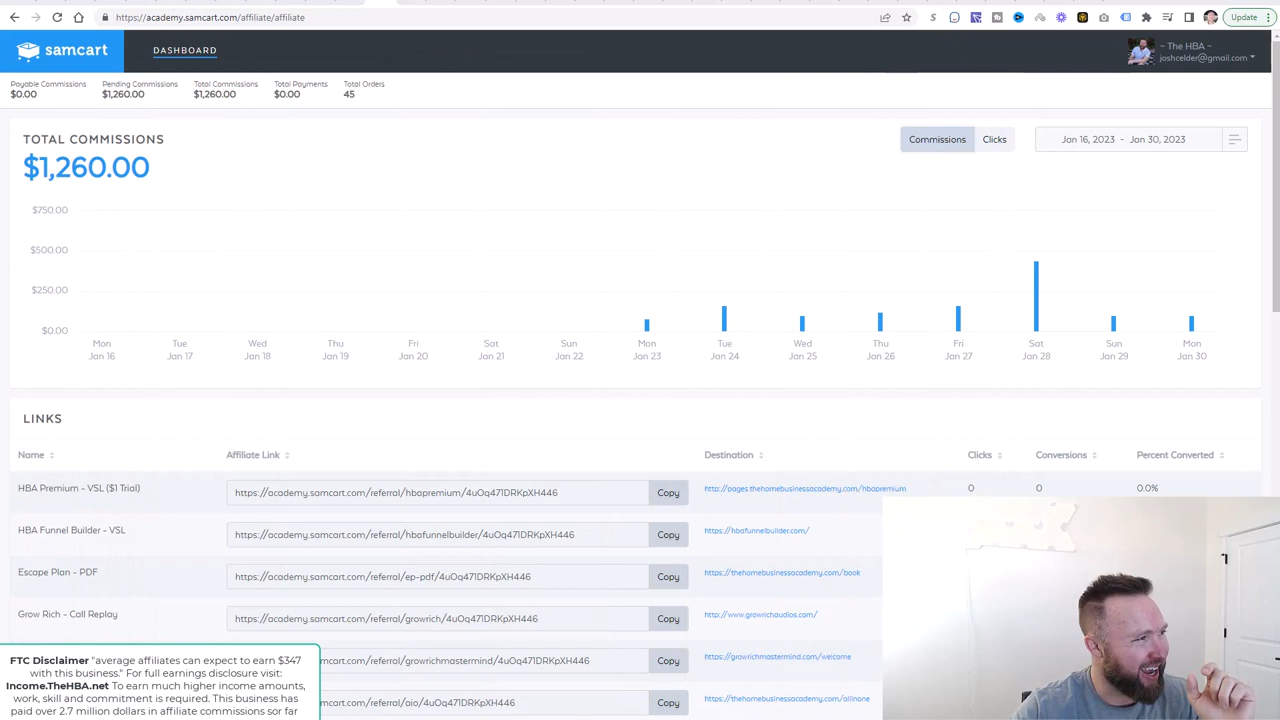 https://academy.samcart.com/affiliate/affiliate
Update
samcart
DASHBOARD
~ The HBA ~
joshcelder@gmail.com
Payable Commissions
$0.00
Pending Commissions
$1,260.00
Total Commissions
$1,260.00
Total Payments
$0.00
Total Orders
45
TOTAL COMMISSIONS
$1,260.00
Commissions
Clicks
Jan 16, 2023 - Jan 30, 2023
$750.00
$500.00
$250.00
$0.00
Mon
Jan 16
Tue
Jan 17
Wed
Jan 18
Thu
Jan 19
Fri
Jan 20
Sat
Jan 21
Sun
Jan 22
Mon
Jan 23
Tue
Jan 24
Wed
Jan 25
Thu
Jan 26
Fri
Jan 27
Sat
Jan 28
Sun
Jan 29
Mon
Jan 30
LINKS
Name Affiliate Link Destination Clicks Conversions Percent Converted
HBA Premium - VSL ($1 Trial) https://academy.samcart.com/referral/hbapremium/4uOq471DRKpXH446 Copy http://pages.thehomebusinessacademy.com/hbapremium 0 0 0.0%
HBA Funnel Builder - VSL https://academy.samcart.com/referral/hbafunnelbuilder/4uOq471DRKpXH446 Copy https://hbafunnelbuilder.com/
Escape Plan - PDF https://academy.samcart.com/referral/ep-pdf/4uOq471DRKpXH446 Copy https://thehomebusinessacademy.com/book
Grow Rich - Call Replay https://academy.samcart.com/referral/growrich/4uOq471DRKpXH446 Copy http://www.growrichaudios.com/
.samcart.com/referral/growrichmastermind/4uOq471DRKpXH446 Copy https://growrichmastermind.com/welcome
.samcart.com/referral/aio/4uOq471DRKpXH446 Copy https://thehomebusinessacademy.com/allinone
FTC Disclaimer "average affiliates can expect to earn $347
with this business." For full earnings disclosure visit:
Income.TheHBA.net To earn much higher income amounts,
work, skill and commitment is required. This business has
paid over 2.7 million dollars in affiliate commissions sor far